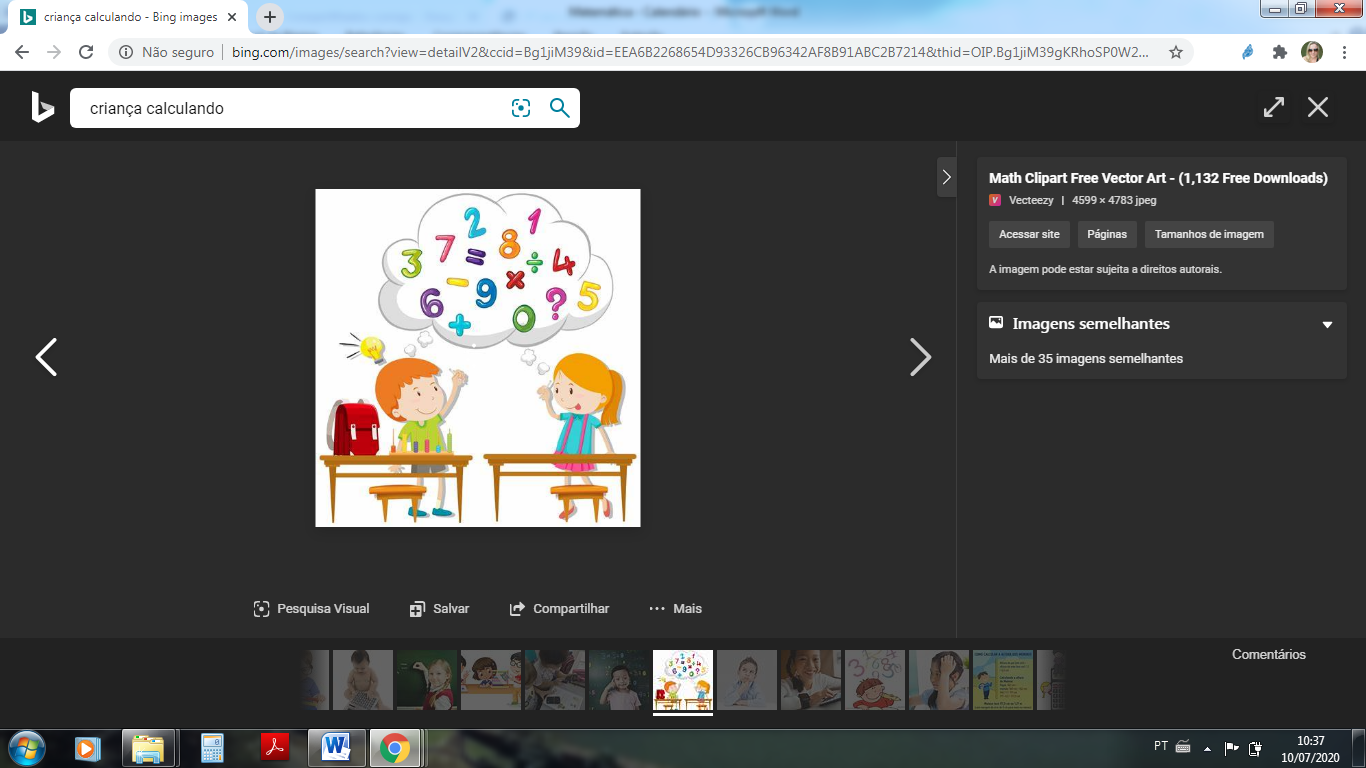 criança calculando - Bing images
Matemática - Calendário - Microsoft Word
Não seguro
bing.com/images/search?view=detailV2&ccid=Bg1jiM39&id=EEA6B2268654D93326CB96342AF8B91ABC2B7214&thid=OIP.Bg1jiM39gKRhoSP0W2...
criança calculando
Math Clipart Free Vector Art - (1,132 Free Downloads)
Vecteezy | 4599 × 4783 jpeg
Acessar site
Páginas
Tamanhos de imagem
A imagem pode estar sujeita a direitos autorais.
Imagens semelhantes
Mais de 35 imagens semelhantes
2 1
7 = 8
3 ÷ 4
- 9 ×
6 ? 5
+ 0
Pesquisa Visual
Salvar
Compartilhar
Mais
Comentários
PT
10:37
10/07/2020